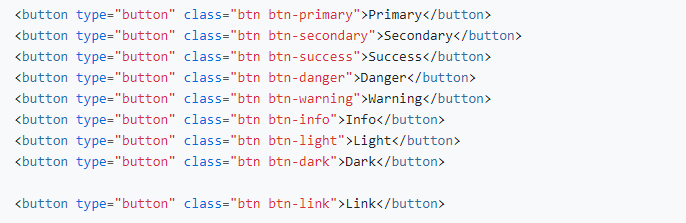 <button type="button" class="btn btn-primary">Primary</button>
<button type="button" class="btn btn-secondary">Secondary</button>
<button type="button" class="btn btn-success">Success</button>
<button type="button" class="btn btn-danger">Danger</button>
<button type="button" class="btn btn-warning">Warning</button>
<button type="button" class="btn btn-info">Info</button>
<button type="button" class="btn btn-light">Light</button>
<button type="button" class="btn btn-dark">Dark</button>
<button type="button" class="btn btn-link">Link</button>